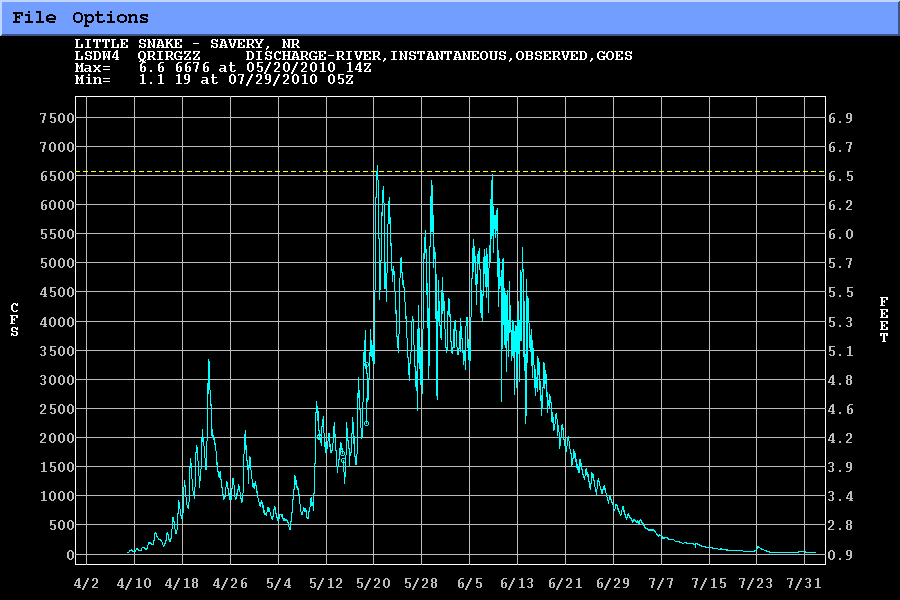 File Options
LITTLE SNAKE - SAVERY, NR
LSDW4 QRIRGZZ DISCHARGE-RIVER,INSTANTANEOUS,OBSERVED,GOES
Max= 6.6 6676 at 05/20/2010 14Z
Min= 1.1 19 at 07/29/2010 05Z
7500 6.9
7000 6.7
6500 6.5
6000 6.2
5500 6.0
5000 5.7
4500 5.5
CFS FEET
4000 5.3
3500 5.1
3000 4.8
2500 4.6
2000 4.2
1500 3.9
1000 3.4
500 2.8
0 0.9
4/2 4/10 4/18 4/26 5/4 5/12 5/20 5/28 6/5 6/13 6/21 6/29 7/7 7/15 7/23 7/31